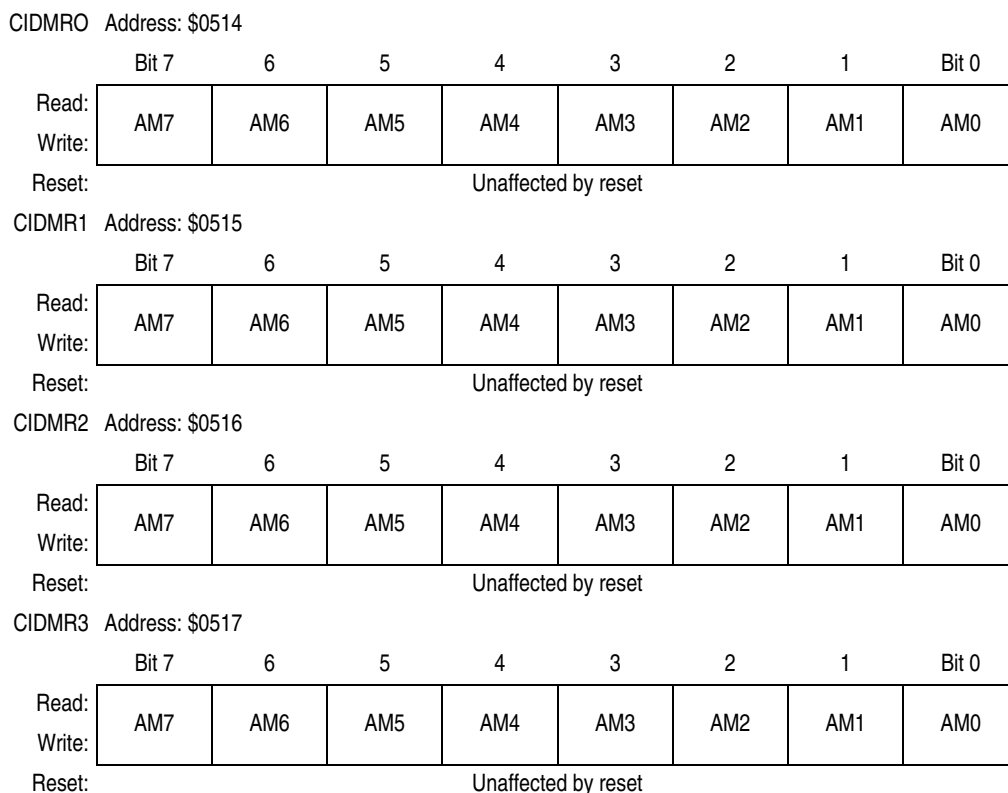 CIDMRO Address: $0514
Bit 7 6 5 4 3 2 1 Bit 0
Read:
AM7 AM6 AM5 AM4 AM3 AM2 AM1 AM0
Write:
Reset: Unaffected by reset
CIDMR1 Address: $0515
Bit 7 6 5 4 3 2 1 Bit 0
Read:
AM7 AM6 AM5 AM4 AM3 AM2 AM1 AM0
Write:
Reset: Unaffected by reset
CIDMR2 Address: $0516
Bit 7 6 5 4 3 2 1 Bit 0
Read:
AM7 AM6 AM5 AM4 AM3 AM2 AM1 AM0
Write:
Reset: Unaffected by reset
CIDMR3 Address: $0517
Bit 7 6 5 4 3 2 1 Bit 0
Read:
AM7 AM6 AM5 AM4 AM3 AM2 AM1 AM0
Write:
Reset: Unaffected by reset